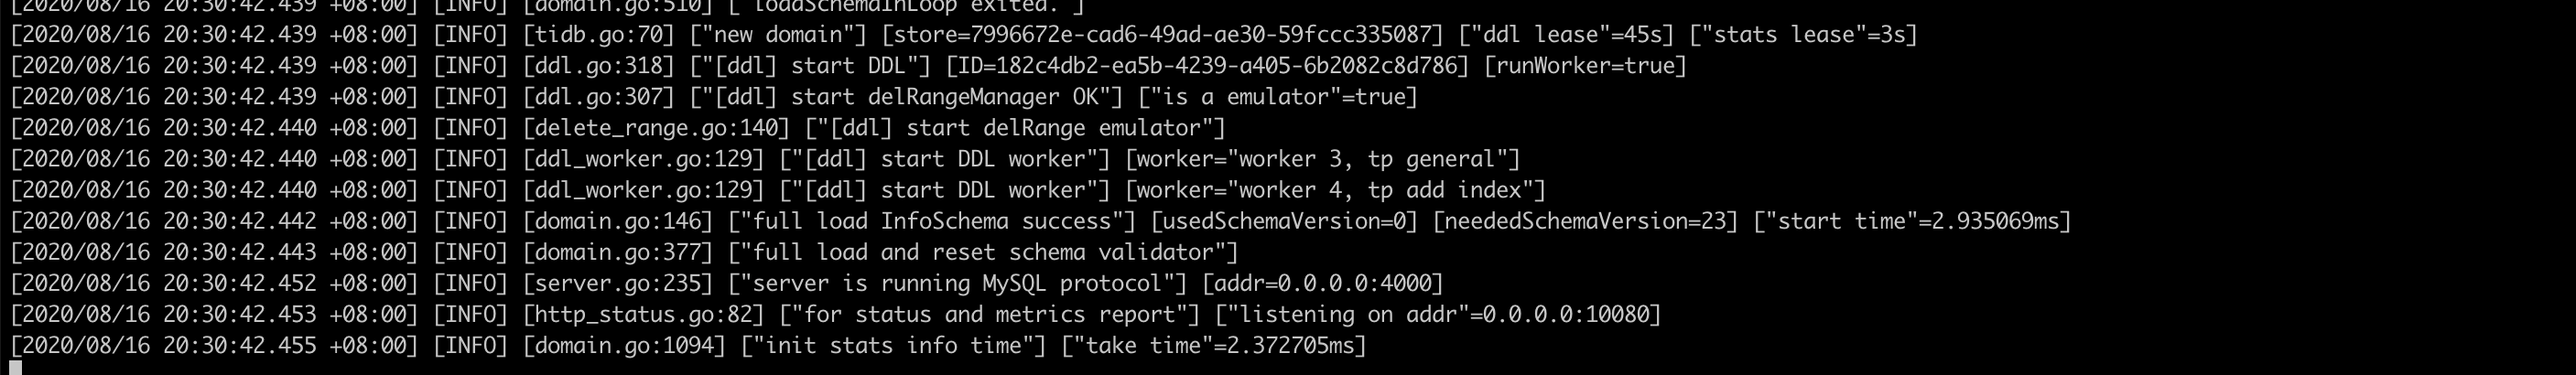 [2020/08/16 20:30:42.439 +08:00] [INFO] [domain.go:510] ["loadSchemaInLoop exited."]
[2020/08/16 20:30:42.439 +08:00] [INFO] [tidb.go:70] ["new domain"] [store=7996672e-cad6-49ad-ae30-59fccc335087] ["ddl lease"=45s] ["stats lease"=3s]
[2020/08/16 20:30:42.439 +08:00] [INFO] [ddl.go:318] ["[ddl] start DDL"] [ID=182c4db2-ea5b-4239-a405-6b2082c8d786] [runWorker=true]
[2020/08/16 20:30:42.439 +08:00] [INFO] [ddl.go:307] ["[ddl] start delRangeManager OK"] ["is a emulator"=true]
[2020/08/16 20:30:42.440 +08:00] [INFO] [delete_range.go:140] ["[ddl] start delRange emulator"]
[2020/08/16 20:30:42.440 +08:00] [INFO] [ddl_worker.go:129] ["[ddl] start DDL worker"] [worker="worker 3, tp general"]
[2020/08/16 20:30:42.440 +08:00] [INFO] [ddl_worker.go:129] ["[ddl] start DDL worker"] [worker="worker 4, tp add index"]
[2020/08/16 20:30:42.442 +08:00] [INFO] [domain.go:146] ["full load InfoSchema success"] [usedSchemaVersion=0] [neededSchemaVersion=23] ["start time"=2.935069ms]
[2020/08/16 20:30:42.443 +08:00] [INFO] [domain.go:377] ["full load and reset schema validator"]
[2020/08/16 20:30:42.452 +08:00] [INFO] [server.go:235] ["server is running MySQL protocol"] [addr=0.0.0.0:4000]
[2020/08/16 20:30:42.453 +08:00] [INFO] [http_status.go:82] ["for status and metrics report"] ["listening on addr"=0.0.0.0:10080]
[2020/08/16 20:30:42.455 +08:00] [INFO] [domain.go:1094] ["init stats info time"] ["take time"=2.372705ms]